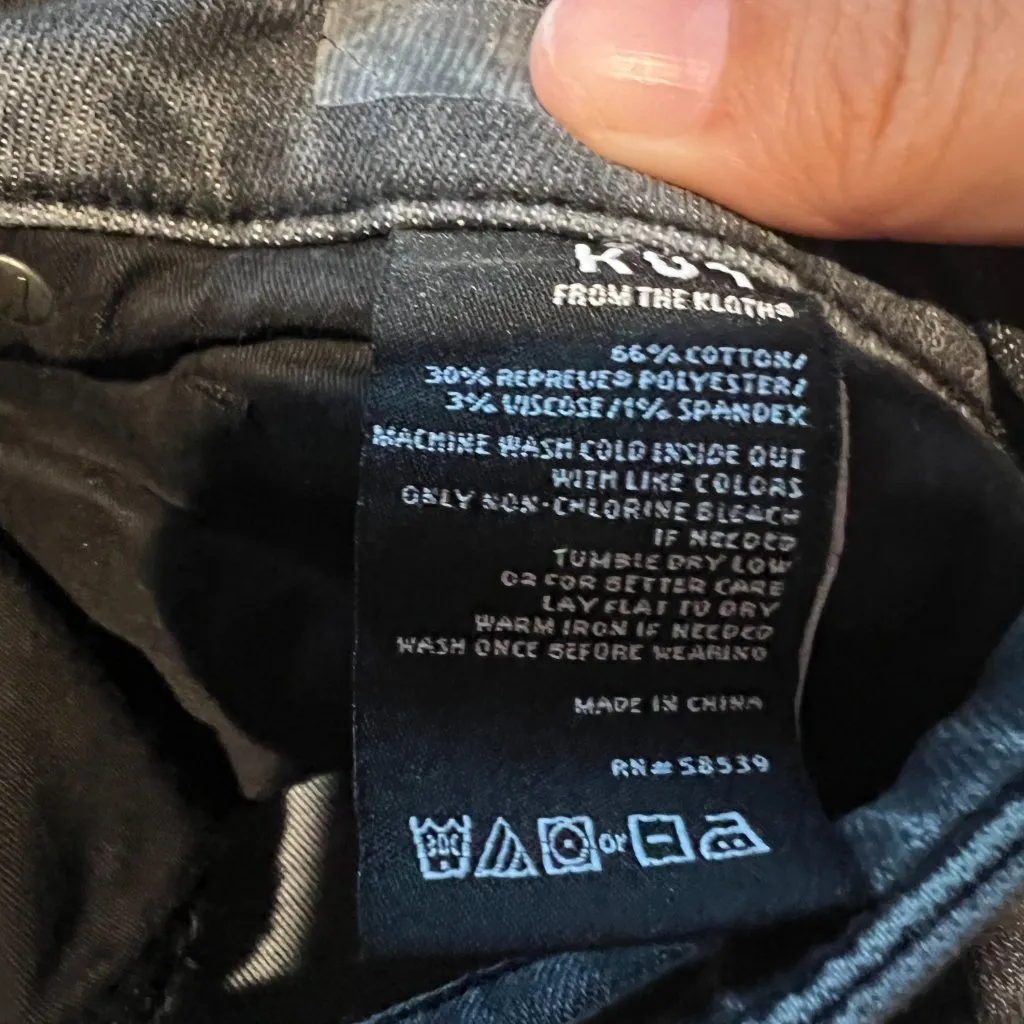 KUT
FROM THE KLOTH®
66% COTTON/
30% REPREVE® POLYESTER/
3% VISCOSE/1% SPANDEX
MACHINE WASH COLD INSIDE OUT
WITH LIKE COLORS
ONLY NON-CHLORINE BLEACH
IF NEEDED
TUMBLE DRY LOW
OR FOR BETTER CARE
LAY FLAT TO DRY
WARM IRON IF NEEDED
WASH ONCE BEFORE WEARING
MADE IN CHINA
RN#58539
30C or